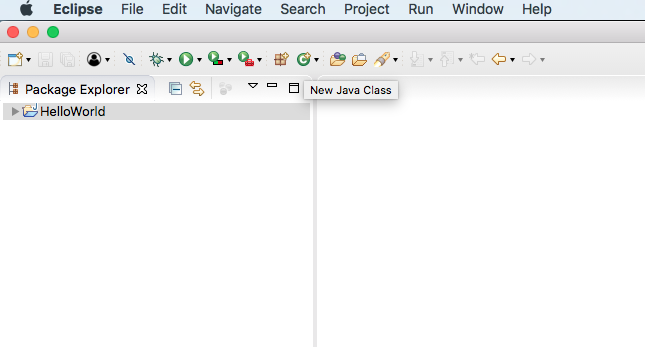 Eclipse File Edit Navigate Search Project Run Window Help
Package Explorer
New Java Class
HelloWorld